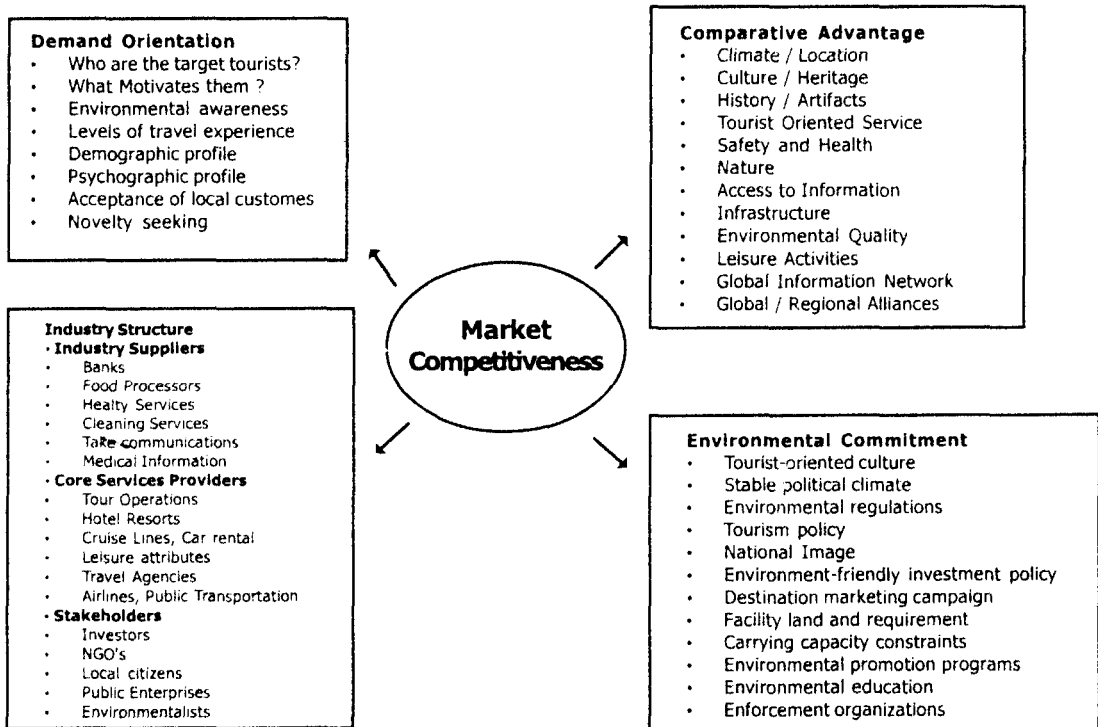 Demand Orientation
· Who are the target tourists?
· What Motivates them ?
· Environmental awareness
· Levels of travel experience
· Demographic profile
· Psychographic profile
· Acceptance of local customes
· Novelty seeking
Comparative Advantage
· Climate / Location
· Culture / Heritage
· History / Artifacts
· Tourist Oriented Service
· Safety and Health
· Nature
· Access to Information
· Infrastructure
· Environmental Quality
· Leisure Activities
· Global Information Network
· Global / Regional Alliances
Market
Competitiveness
Industry Structure
· Industry Suppliers
· Banks
· Food Processors
· Healty Services
· Cleaning Services
· Take communications
· Medical Information
· Core Services Providers
· Tour Operations
· Hotel Resorts
· Cruise Lines, Car rental
· Leisure attributes
· Travel Agencies
· Airlines, Public Transportation
· Stakeholders
· Investors
· NGO's
· Local citizens
· Public Enterprises
· Environmentalists
Environmental Commitment
· Tourist-oriented culture
· Stable political climate
· Environmental regulations
· Tourism policy
· National Image
· Environment-friendly investment policy
· Destination marketing campaign
· Facility land and requirement
· Carrying capacity constraints
· Environmental promotion programs
· Environmental education
· Enforcement organizations